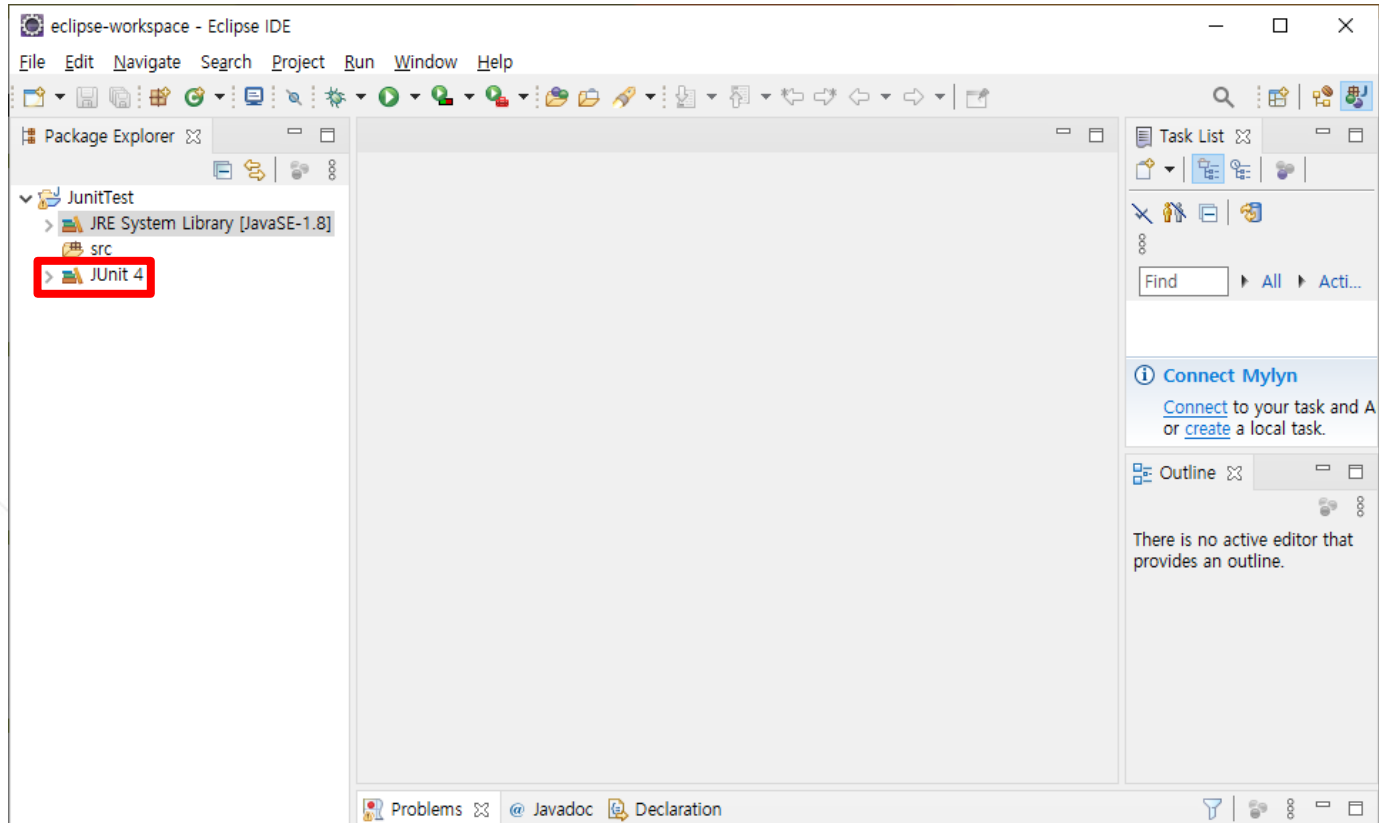 eclipse-workspace - Eclipse IDE
File Edit Navigate Search Project Run Window Help
Package Explorer
JunitTest
JRE System Library [JavaSE-1.8]
src
JUnit 4
Task List
Find All Acti...
Connect Mylyn
Connect to your task and A
or create a local task.
Outline
There is no active editor that
provides an outline.
Problems @ Javadoc Declaration